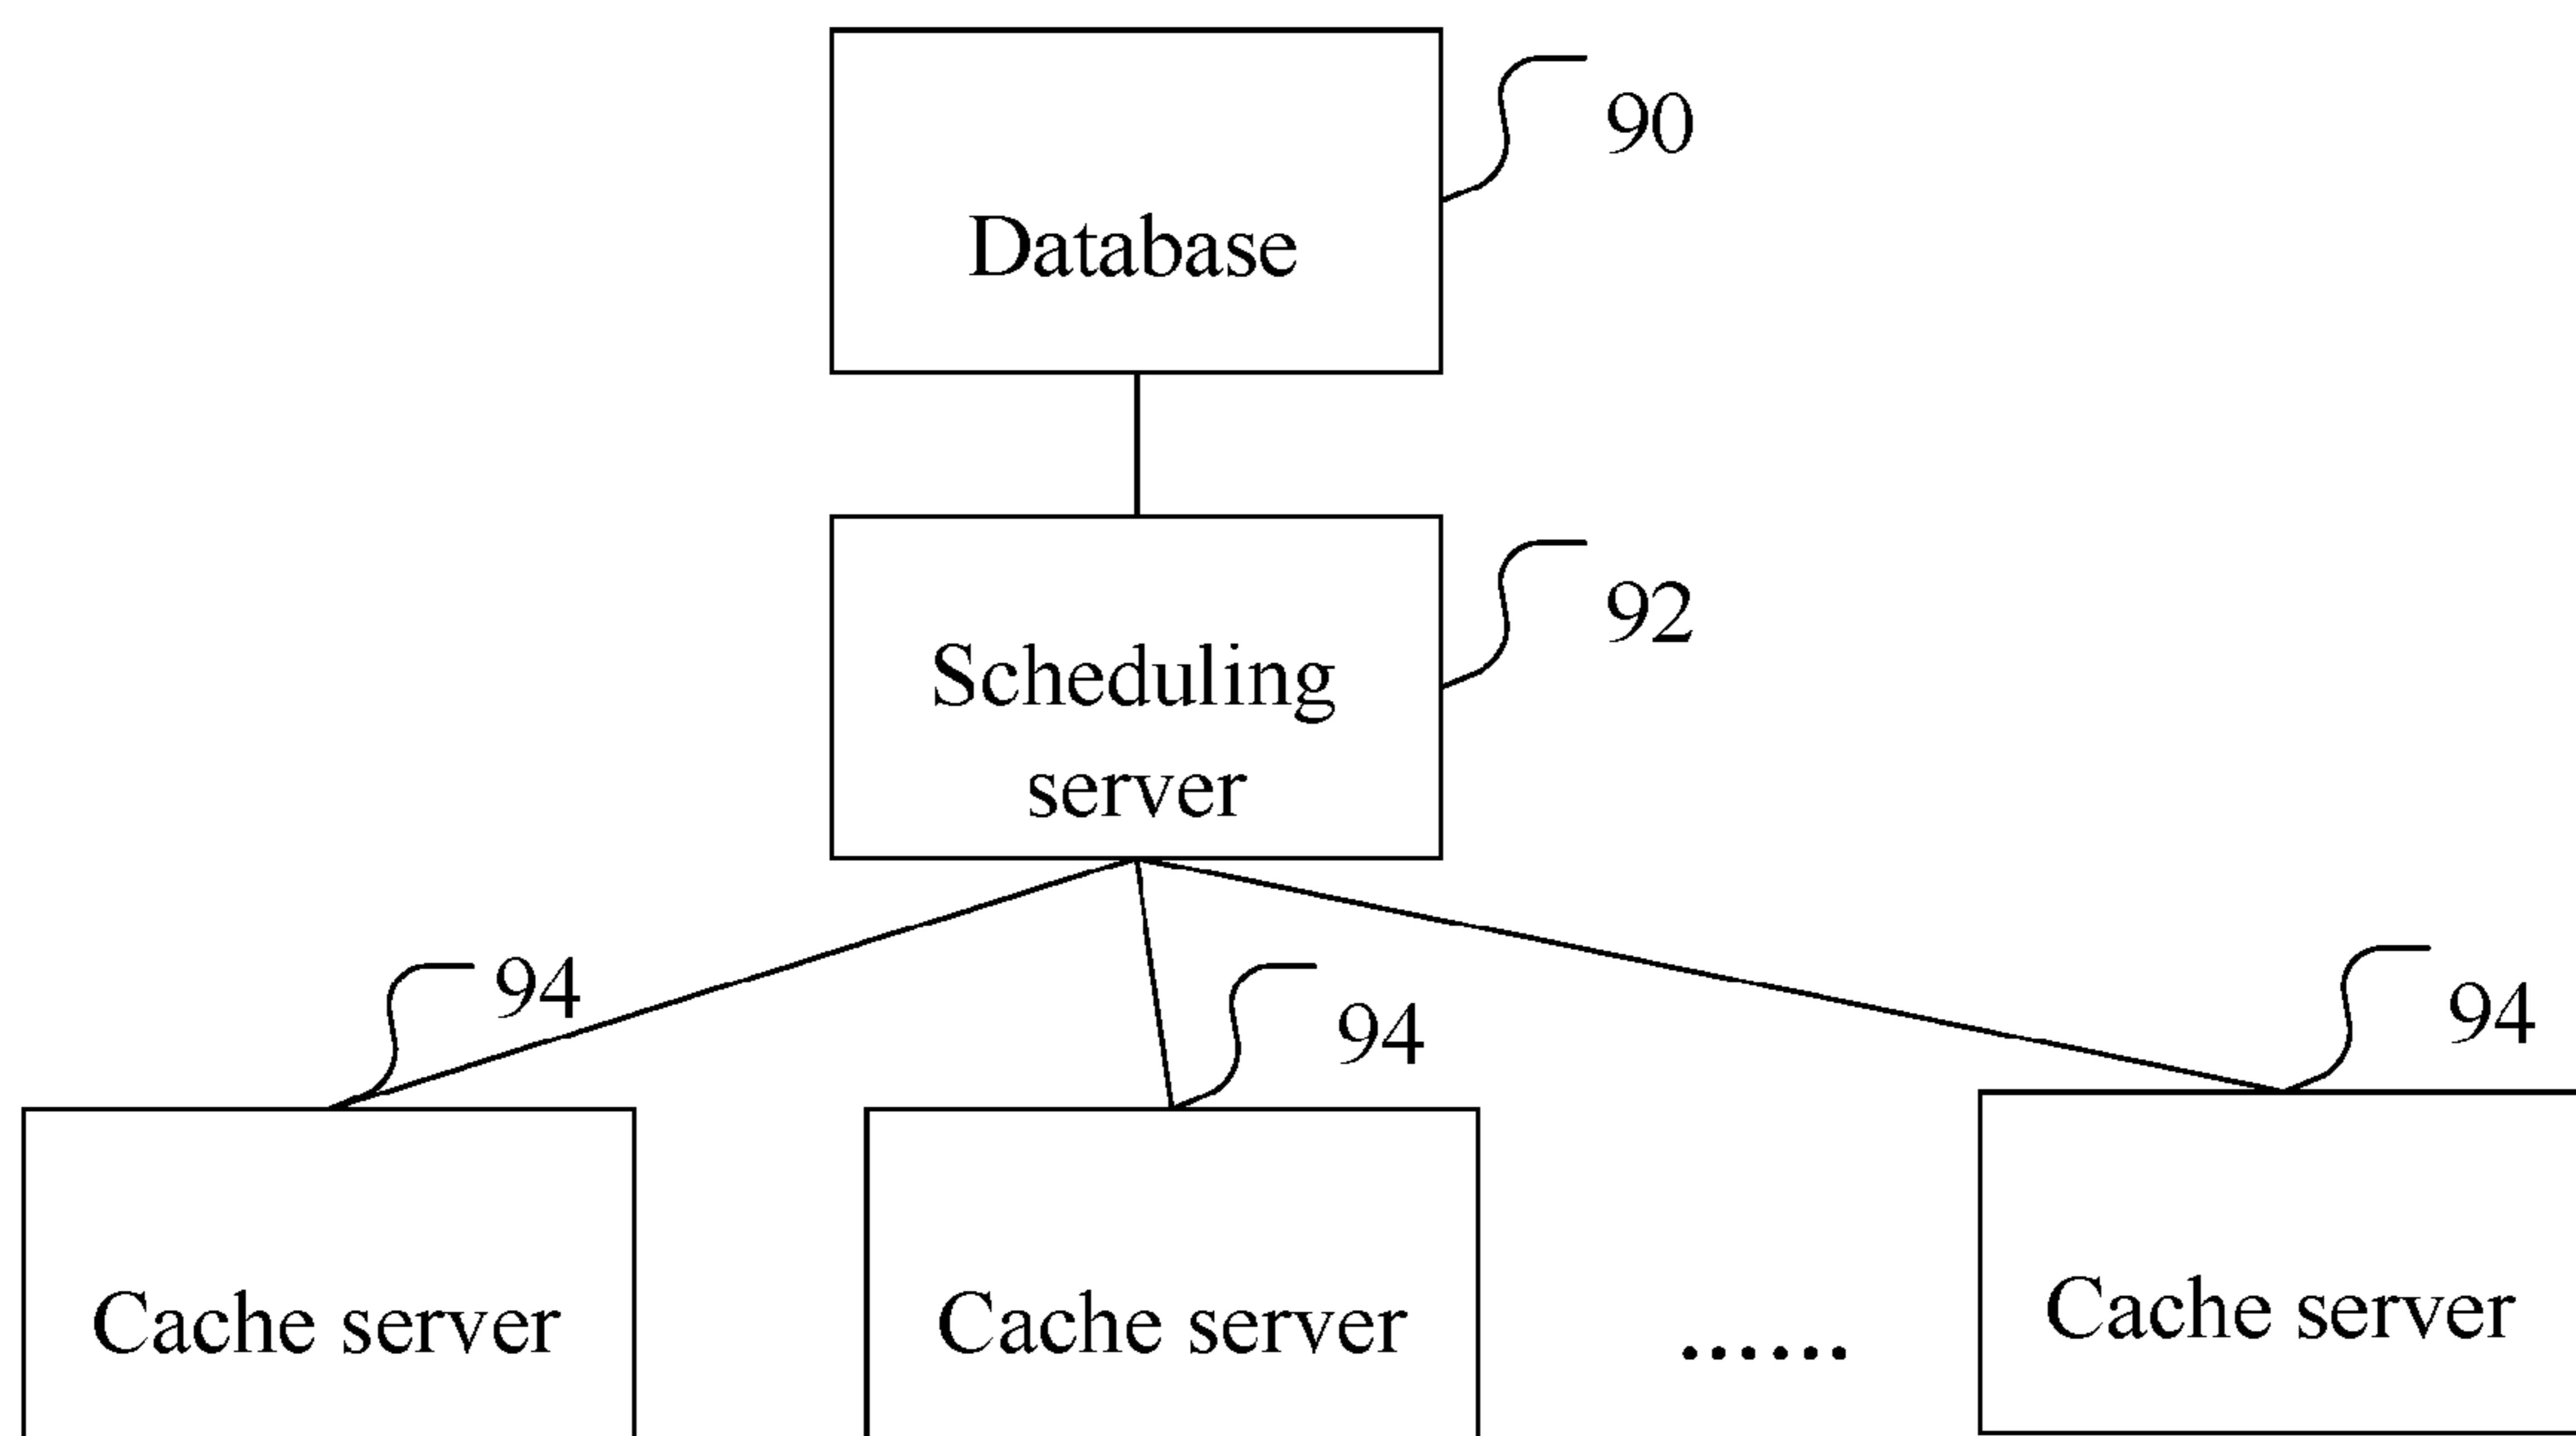 Database
90
Scheduling
server
92
94
94
94
Cache server
Cache server
......
Cache server